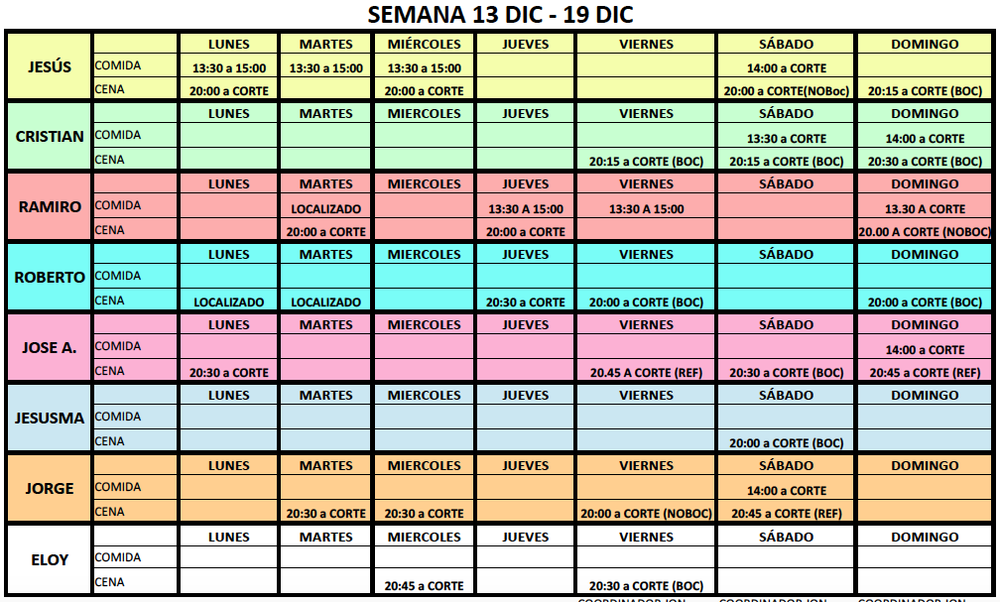 SEMANA 13 DIC - 19 DIC
LUNES MARTES MIÉRCOLES JUEVES VIERNES SÁBADO DOMINGO
JESÚS
COMIDA 13:30 a 15:00 13:30 a 15:00 13:30 a 15:00 14:00 a CORTE
CENA 20:00 a CORTE 20:00 a CORTE 20:00 a CORTE(NOBoc) 20:15 a CORTE (BOC)
LUNES MARTES MIERCOLES JUEVES VIERNES SÁBADO DOMINGO
CRISTIAN
COMIDA 13:30 a CORTE 14:00 a CORTE
CENA 20:15 a CORTE (BOC) 20:15 a CORTE (BOC) 20:30 a CORTE (BOC)
LUNES MARTES MIERCOLES JUEVES VIERNES SÁBADO DOMINGO
RAMIRO
COMIDA LOCALIZADO 13:30 A 15:00 13:30 A 15:00 13.30 A CORTE
CENA 20:00 a CORTE 20:00 a CORTE 20.00 A CORTE (NOBOC)
LUNES MARTES MIERCOLES JUEVES VIERNES SÁBADO DOMINGO
ROBERTO
COMIDA
CENA LOCALIZADO LOCALIZADO 20:30 a CORTE 20:00 a CORTE (BOC) 20:00 a CORTE (BOC)
LUNES MARTES MIERCOLES JUEVES VIERNES SÁBADO DOMINGO
JOSE A.
COMIDA 14:00 a CORTE
CENA 20:30 a CORTE 20.45 A CORTE (REF) 20:30 a CORTE (BOC) 20:45 a CORTE (REF)
LUNES MARTES MIERCOLES JUEVES VIERNES SÁBADO DOMINGO
JESUSMA
COMIDA
CENA 20:00 a CORTE (BOC)
LUNES MARTES MIERCOLES JUEVES VIERNES SÁBADO DOMINGO
JORGE
COMIDA 14:00 a CORTE
CENA 20:30 a CORTE 20:30 a CORTE 20:00 a CORTE (NOBOC) 20:45 a CORTE (REF)
LUNES MARTES MIERCOLES JUEVES VIERNES SÁBADO DOMINGO
ELOY
COMIDA
CENA 20:45 a CORTE 20:30 a CORTE (BOC)